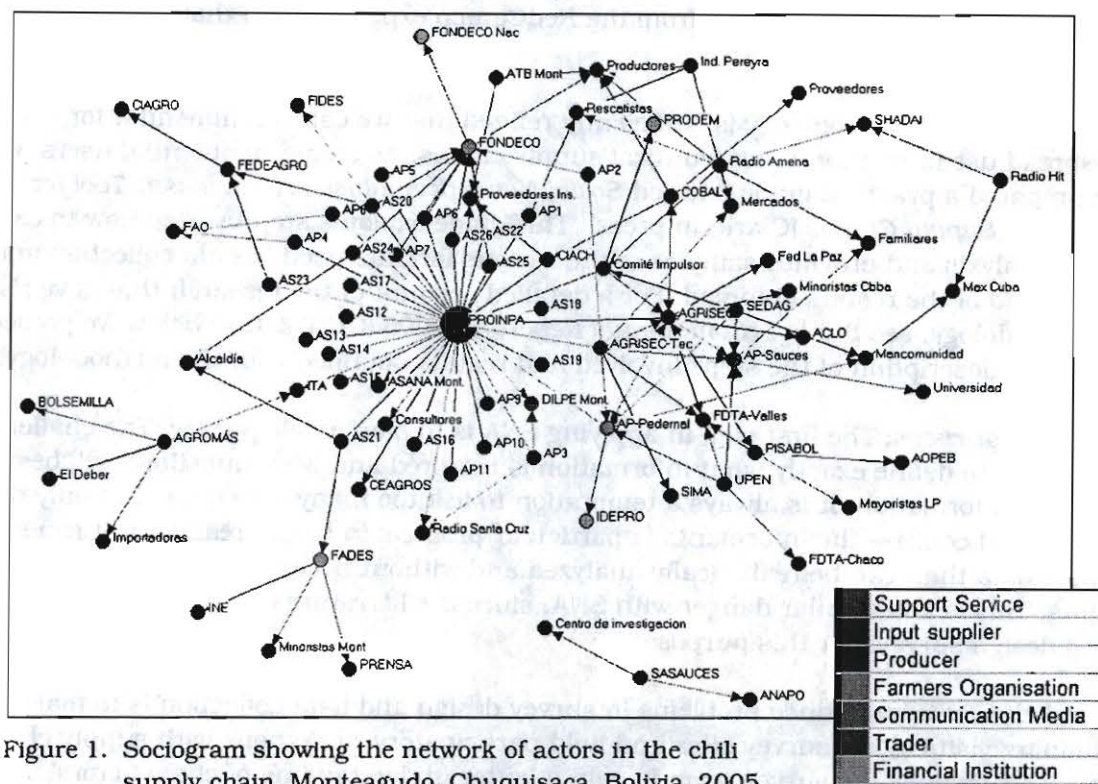 FONDECO Nac
ATB Mont
Productores
Ind. Pereyra
CIAGRO
FIDES
Rescatistas
PRODEM
Proveedores
SHADAI
FONDECO
FEDEAGRO
AP5
AP2
Radio Amena
Radio Hit
Proveedores Ins.
COBAL
Mercados
AS20
AP8
AP6
AP1
FAO
AP4
AS26
AS22
Familiares
AS24
AP7
CIACH
Comité Impulsor
Fed La Paz
AS23
AS17
AS25
Minoristas Cbba
Max Cuba
AS12
PROINPA
AS18
AGRISEC
SEDAG
AS13
AS14
AGRISEC-Tec.
ACLO
Alcaldía
AS19
AP-Sauces
Mancomunidad
ITA
AS15
ASANA Mont.
Universidad
BOLSEMILLA
AP9
DILPE Mont.
FDTA-Valles
AGROMÁS
AS21
Consultores
AS16
AP10
AP-Pedernal
PISABOL
AOPEB
El Deber
AP11
AP3
CEAGROS
SIMA
UPEN
Mayoristas LP
Importadores
Radio Santa Cruz
IDEPRO
FADES
FDTA-Chaco
INE
Minoristas Mont
PRENSA
Centro de investigacion
SASAUCES
ANAPO
Support Service
Input supplier
Producer
Farmers Organisation
Communication Media
Trader
Financial Institution
Figure 1. Sociogram showing the network of actors in the chili
supply chain, Monteagudo, Chuquisaca, Bolivia, 2005